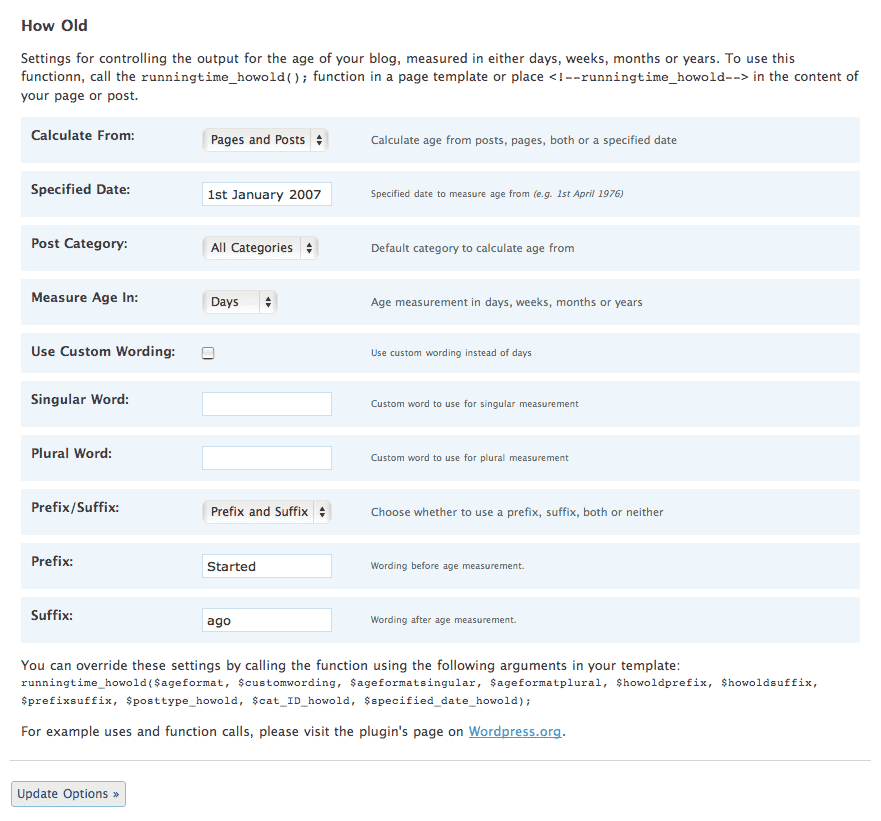 How Old
Settings for controlling the output for the age of your blog, measured in either days, weeks, months or years. To use this
functionn, call the runningtime_howold(); function in a page template or place <!--runningtime_howold--> in the content of
your page or post.
Calculate From: Pages and Posts Calculate age from posts, pages, both or a specified date
Specified Date: 1st January 2007 Specified date to measure age from (e.g. 1st April 1976)
Post Category: All Categories Default category to calculate age from
Measure Age In: Days Age measurement in days, weeks, months or years
Use Custom Wording: Use custom wording instead of days
Singular Word: Custom word to use for singular measurement
Plural Word: Custom word to use for plural measurement
Prefix/Suffix: Prefix and Suffix Choose whether to use a prefix, suffix, both or neither
Prefix: Started Wording before age measurement.
Suffix: ago Wording after age measurement.
You can override these settings by calling the function using the following arguments in your template:
runningtime_howold($ageformat, $customwording, $ageformatsingular, $ageformatplural, $howoldprefix, $howoldsuffix,
$prefixsuffix, $posttype_howold, $cat_ID_howold, $specified_date_howold);
For example uses and function calls, please visit the plugin's page on Wordpress.org.
Update Options »